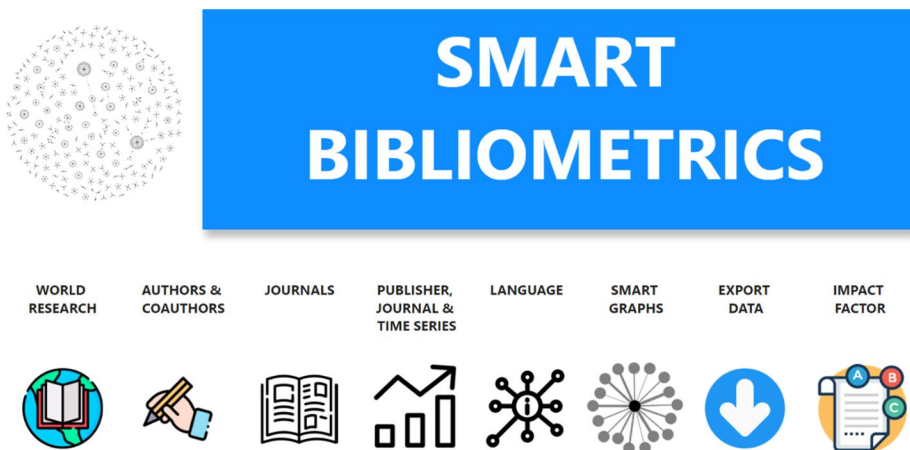 SMART
BIBLIOMETRICS
WORLD
RESEARCH
AUTHORS &
COAUTHORS
JOURNALS
PUBLISHER,
JOURNAL &
TIME SERIES
LANGUAGE
SMART
GRAPHS
EXPORT
DATA
IMPACT
FACTOR
i
A
B
C